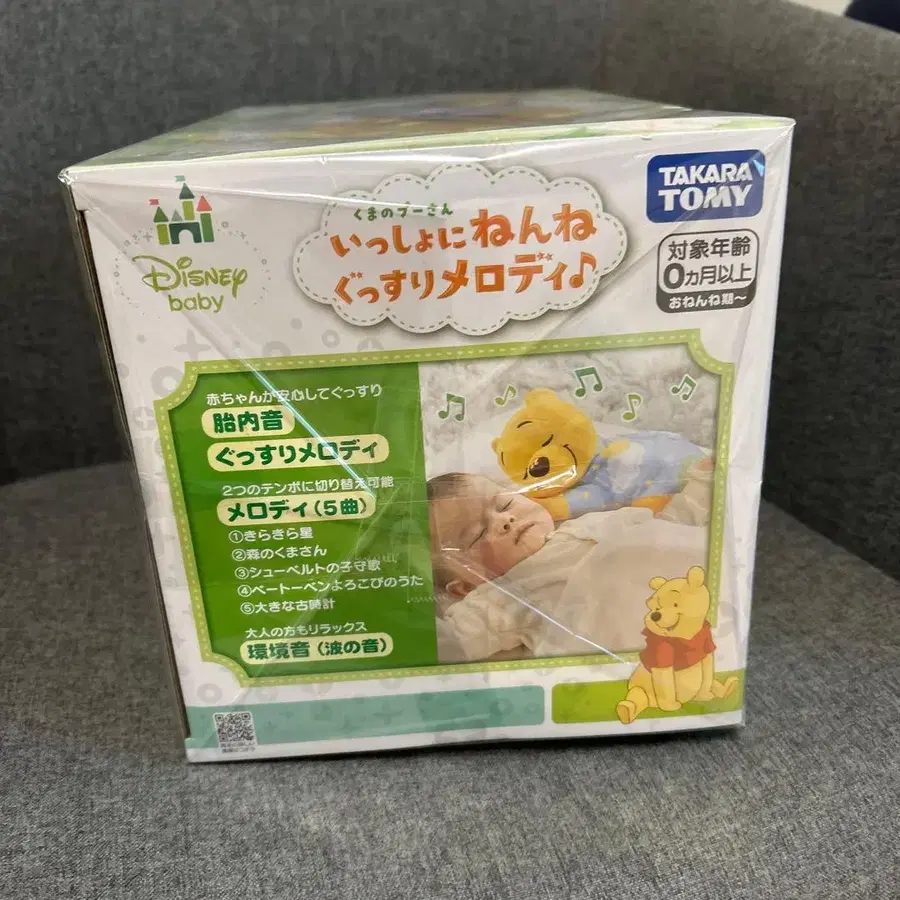 Disney
baby
くまのプーさん
いっしょにねんね
ぐっすりメロディ♪
TAKARA
TOMY
対象年齢
0カ月以上
おねんね期〜
赤ちゃんが安心してぐっすり
胎内音
ぐっすりメロディ
2つのテンポに切り替え可能
メロディ(5曲)
①きらきら星
②森のくまさん
③シューベルトの子守歌
④ベートーベンよろこびのうた
⑤大きな古時計
大人の方もリラックス
環境音(波の音)